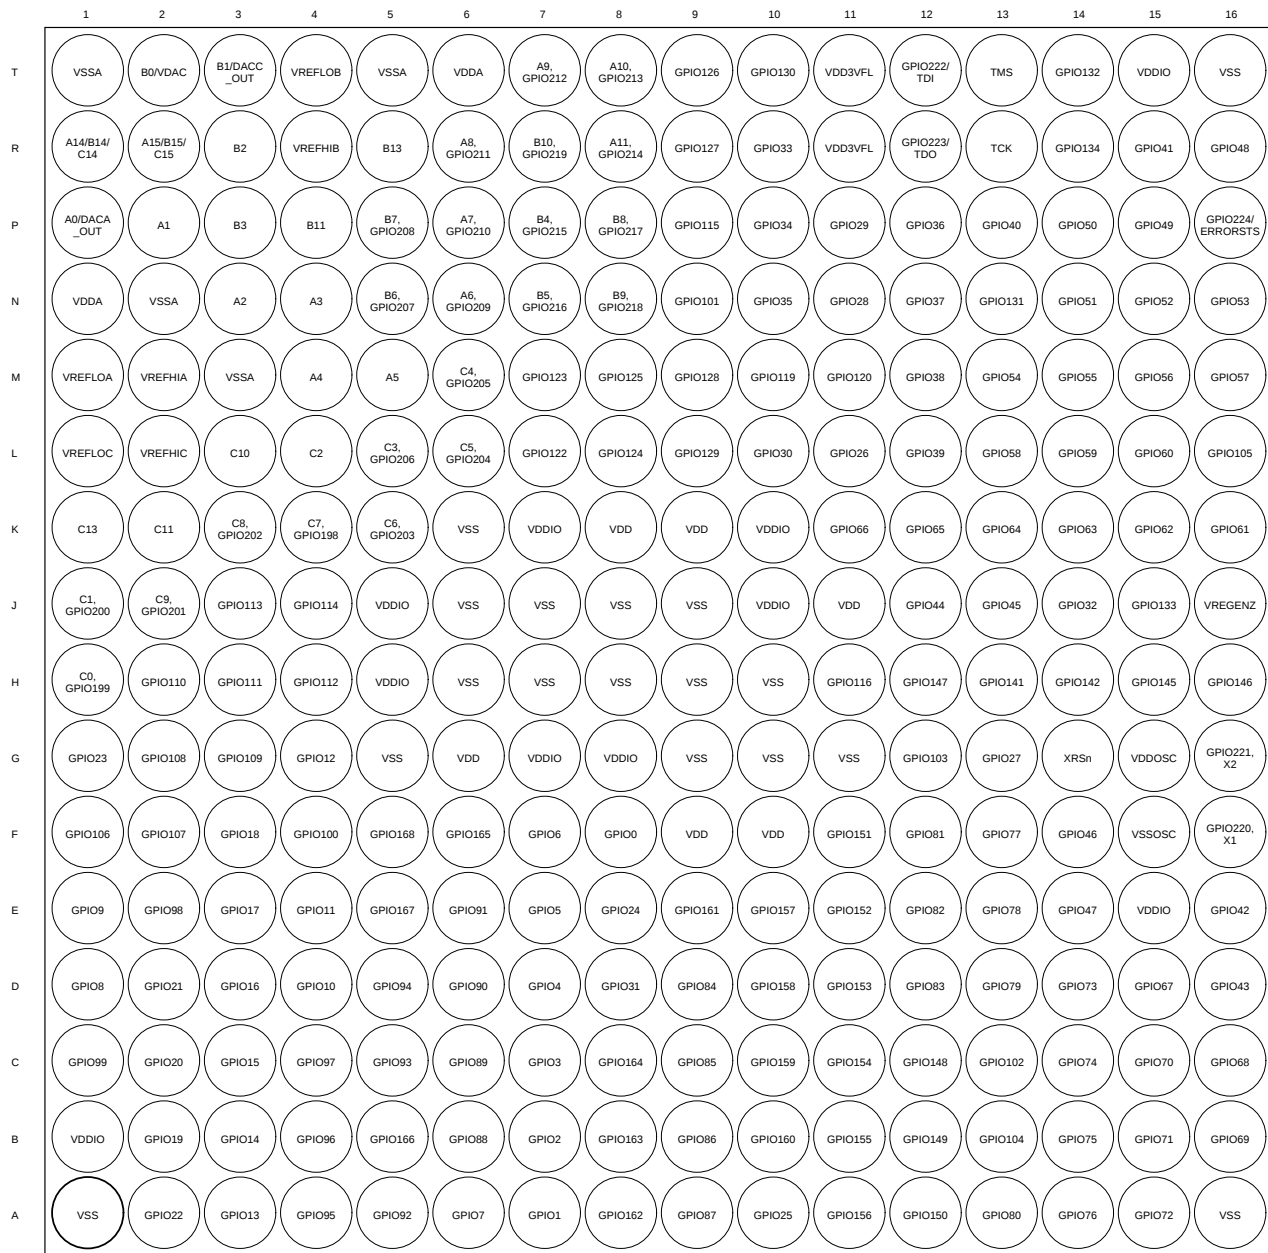 1 2 3 4 5 6 7 8 9 10 11 12 13 14 15 16
T VSSA B0/VDAC B1/DACC_OUT VREFLOB VSSA VDDA A9, GPIO212 A10, GPIO213 GPIO126 GPIO130 VDD3VFL GPIO222/TDI TMS GPIO132 VDDIO VSS
R A14/B14/C14 A15/B15/C15 B2 VREFHIB B13 A8, GPIO211 B10, GPIO219 A11, GPIO214 GPIO127 GPIO33 VDD3VFL GPIO223/TDO TCK GPIO134 GPIO41 GPIO48
P A0/DACA_OUT A1 B3 B11 B7, GPIO208 A7, GPIO210 B4, GPIO215 B8, GPIO217 GPIO115 GPIO34 GPIO29 GPIO36 GPIO40 GPIO50 GPIO49 GPIO224/ERRORSTS
N VDDA VSSA A2 A3 B6, GPIO207 A6, GPIO209 B5, GPIO216 B9, GPIO218 GPIO101 GPIO35 GPIO28 GPIO37 GPIO131 GPIO51 GPIO52 GPIO53
M VREFLOA VREFHIA VSSA A4 A5 C4, GPIO205 GPIO123 GPIO125 GPIO128 GPIO119 GPIO120 GPIO38 GPIO54 GPIO55 GPIO56 GPIO57
L VREFLOC VREFHIC C10 C2 C3, GPIO206 C5, GPIO204 GPIO122 GPIO124 GPIO129 GPIO30 GPIO26 GPIO39 GPIO58 GPIO59 GPIO60 GPIO105
K C13 C11 C8, GPIO202 C7, GPIO198 C6, GPIO203 VSS VDDIO VDD VDD VDDIO GPIO66 GPIO65 GPIO64 GPIO63 GPIO62 GPIO61
J C1, GPIO200 C9, GPIO201 GPIO113 GPIO114 VDDIO VSS VSS VSS VSS VDDIO VDD GPIO44 GPIO45 GPIO32 GPIO133 VREGENZ
H C0, GPIO199 GPIO110 GPIO111 GPIO112 VDDIO VSS VSS VSS VSS VSS GPIO116 GPIO147 GPIO141 GPIO142 GPIO145 GPIO146
G GPIO23 GPIO108 GPIO109 GPIO12 VSS VDD VDDIO VDDIO VSS VSS VSS GPIO103 GPIO27 XRSn VDDOSC GPIO221, X2
F GPIO106 GPIO107 GPIO18 GPIO100 GPIO168 GPIO165 GPIO6 GPIO0 VDD VDD GPIO151 GPIO81 GPIO77 GPIO46 VSSOSC GPIO220, X1
E GPIO9 GPIO98 GPIO17 GPIO11 GPIO167 GPIO91 GPIO5 GPIO24 GPIO161 GPIO157 GPIO152 GPIO82 GPIO78 GPIO47 VDDIO GPIO42
D GPIO8 GPIO21 GPIO16 GPIO10 GPIO94 GPIO90 GPIO4 GPIO31 GPIO84 GPIO158 GPIO153 GPIO83 GPIO79 GPIO73 GPIO67 GPIO43
C GPIO99 GPIO20 GPIO15 GPIO97 GPIO93 GPIO89 GPIO3 GPIO164 GPIO85 GPIO159 GPIO154 GPIO148 GPIO102 GPIO74 GPIO70 GPIO68
B VDDIO GPIO19 GPIO14 GPIO96 GPIO166 GPIO88 GPIO2 GPIO163 GPIO86 GPIO160 GPIO155 GPIO149 GPIO104 GPIO75 GPIO71 GPIO69
A VSS GPIO22 GPIO13 GPIO95 GPIO92 GPIO7 GPIO1 GPIO162 GPIO87 GPIO25 GPIO156 GPIO150 GPIO80 GPIO76 GPIO72 VSS